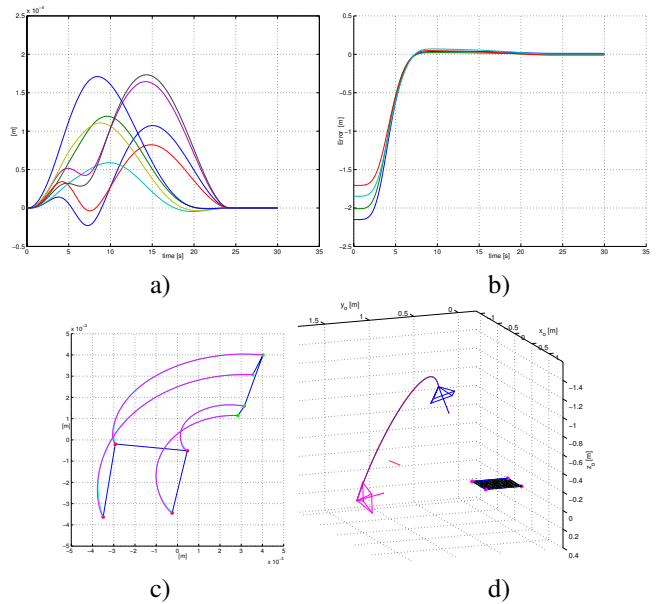 x 10
2.5
2
1.5
1
0.5
0
−0.5
[m]
0 5 10 15 20 25 30 35
time [s]
a)
0.5
0
−0.5
−1
−1.5
−2
−2.5
Error [m]
0 5 10 15 20 25 30 35
time [s]
b)
x 10⁻³
5
4
3
2
1
0
−1
−2
−3
−4
−5
[m]
−5 −4 −3 −2 −1 0 1 2 3 4 5
[m]
x 10⁻³
c)
y_o [m]
1.5 1 0.5 0
x_o [m]
−1.4
−1.2
−1
−0.8
−0.6
−0.4
−0.2
0
0.2
0.4
z_o [m]
d)